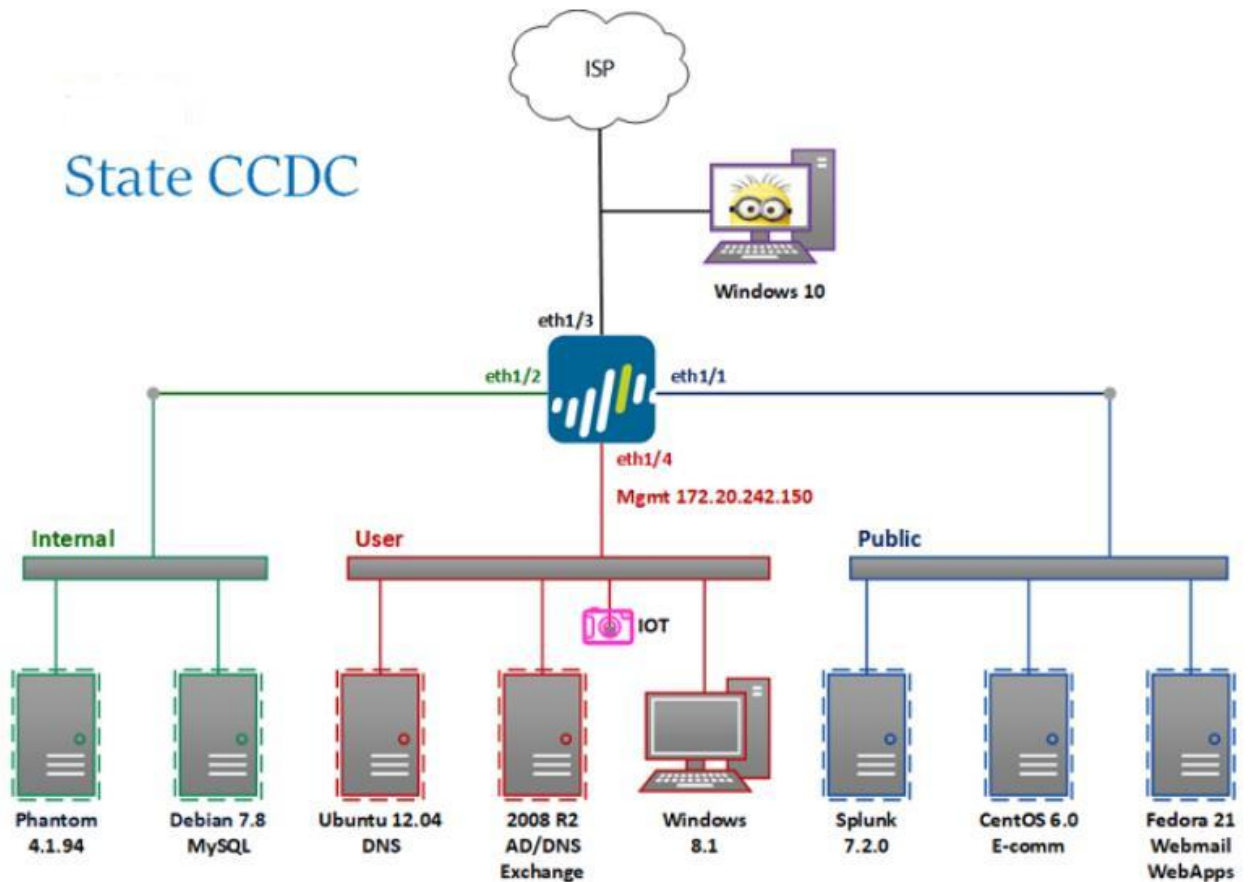 ISP
State CCDC
Windows 10
eth1/3
eth1/2
eth1/1
eth1/4
Mgmt 172.20.242.150
Internal
User
Public
IOT
Phantom
4.1.94
Debian 7.8
MySQL
Ubuntu 12.04
DNS
2008 R2
AD/DNS
Exchange
Windows
8.1
Splunk
7.2.0
CentOS 6.0
E-comm
Fedora 21
Webmail
WebApps